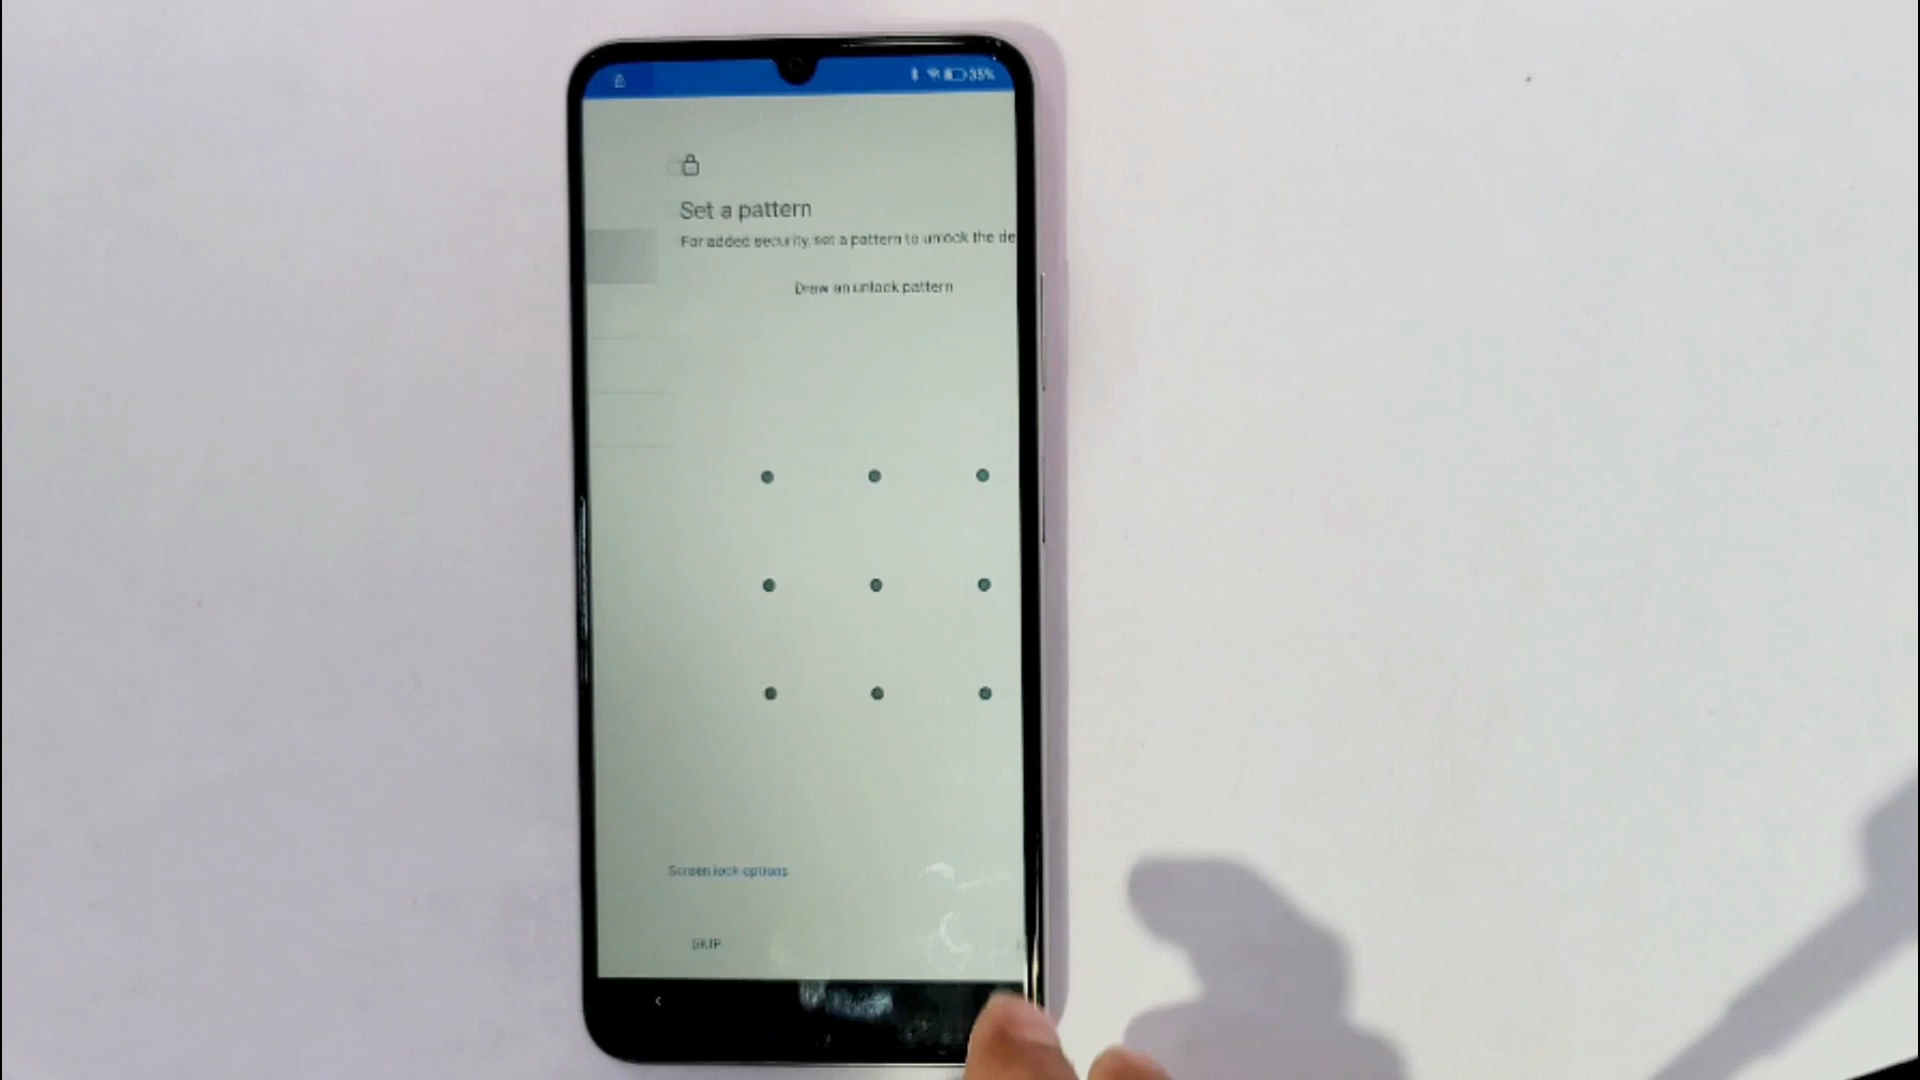 35%
Set a pattern
For added security, set a pattern to unlock the de
Draw an unlock pattern
Screen lock options
SKIP